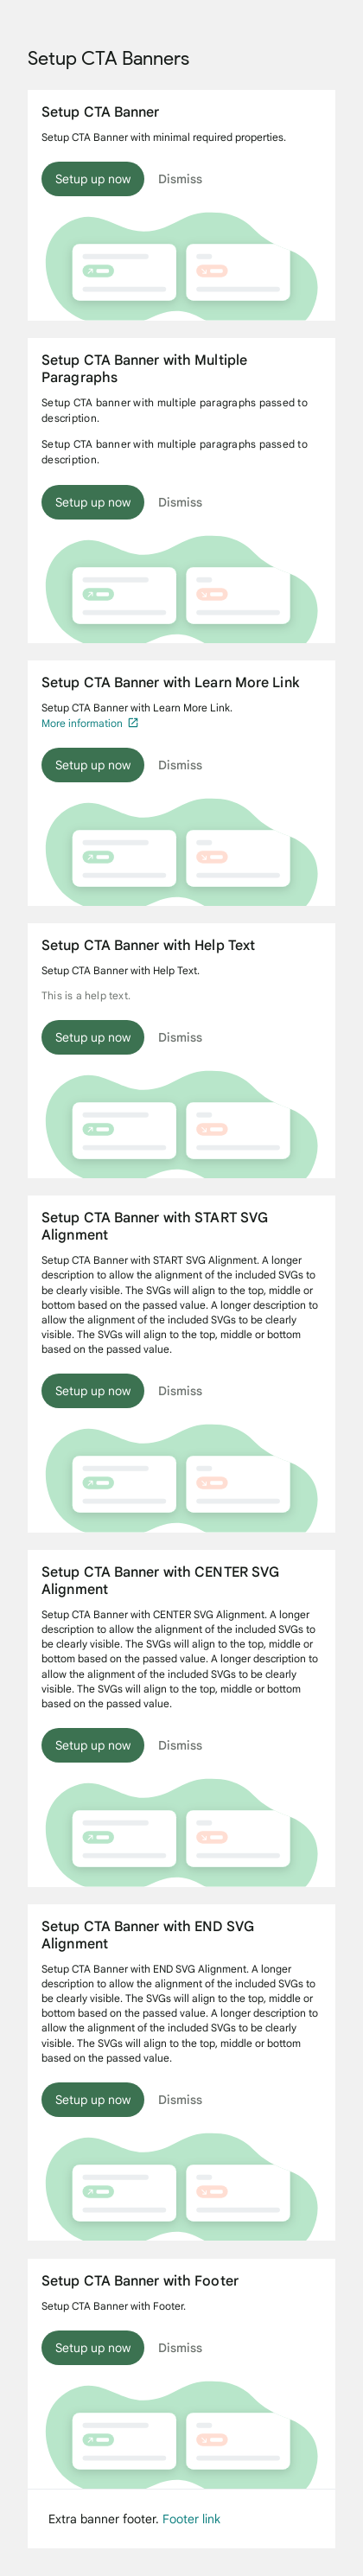 Setup CTA Banners
Setup CTA Banner
Setup CTA Banner with minimal required properties.
Setup up now Dismiss
Setup CTA Banner with Multiple
Paragraphs
Setup CTA banner with multiple paragraphs passed to
description.
Setup CTA banner with multiple paragraphs passed to
description.
Setup up now Dismiss
Setup CTA Banner with Learn More Link
Setup CTA Banner with Learn More Link.
More information
Setup up now Dismiss
Setup CTA Banner with Help Text
Setup CTA Banner with Help Text.
This is a help text.
Setup up now Dismiss
Setup CTA Banner with START SVG
Alignment
Setup CTA Banner with START SVG Alignment. A longer
description to allow the alignment of the included SVGs to
be clearly visible. The SVGs will align to the top, middle or
bottom based on the passed value. A longer description to
allow the alignment of the included SVGs to be clearly
visible. The SVGs will align to the top, middle or bottom
based on the passed value.
Setup up now Dismiss
Setup CTA Banner with CENTER SVG
Alignment
Setup CTA Banner with CENTER SVG Alignment. A longer
description to allow the alignment of the included SVGs to
be clearly visible. The SVGs will align to the top, middle or
bottom based on the passed value. A longer description to
allow the alignment of the included SVGs to be clearly
visible. The SVGs will align to the top, middle or bottom
based on the passed value.
Setup up now Dismiss
Setup CTA Banner with END SVG
Alignment
Setup CTA Banner with END SVG Alignment. A longer
description to allow the alignment of the included SVGs to
be clearly visible. The SVGs will align to the top, middle or
bottom based on the passed value. A longer description to
allow the alignment of the included SVGs to be clearly
visible. The SVGs will align to the top, middle or bottom
based on the passed value.
Setup up now Dismiss
Setup CTA Banner with Footer
Setup CTA Banner with Footer.
Setup up now Dismiss
Extra banner footer. Footer link